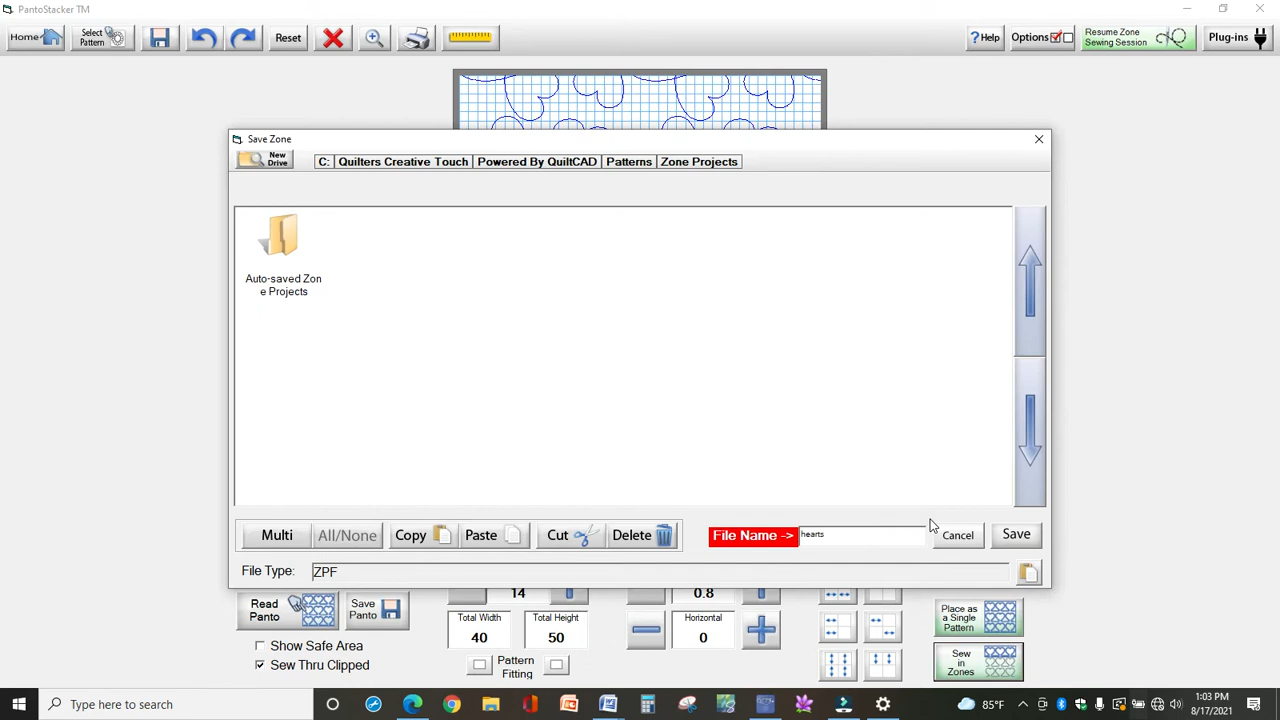 PantoStacker TM
Home
Select
Pattern
Reset
Help
Options
Resume Zone
Sewing Session
Plug-ins
Save Zone
New
Drive
C: Quilters Creative Touch Powered By QuiltCAD Patterns Zone Projects
Auto-saved Zon
e Projects
Multi
All/None
Copy
Paste
Cut
Delete
File Name ->
hearts
Cancel
Save
File Type:
ZPF
Read
Panto
Save
Panto
14
0.8
Total Width
40
Total Height
50
Horizontal
0
Place as
a Single
Pattern
Show Safe Area
Sew Thru Clipped
Pattern
Fitting
Sew
in
Zones
Type here to search
85°F
1:03 PM
8/17/2021